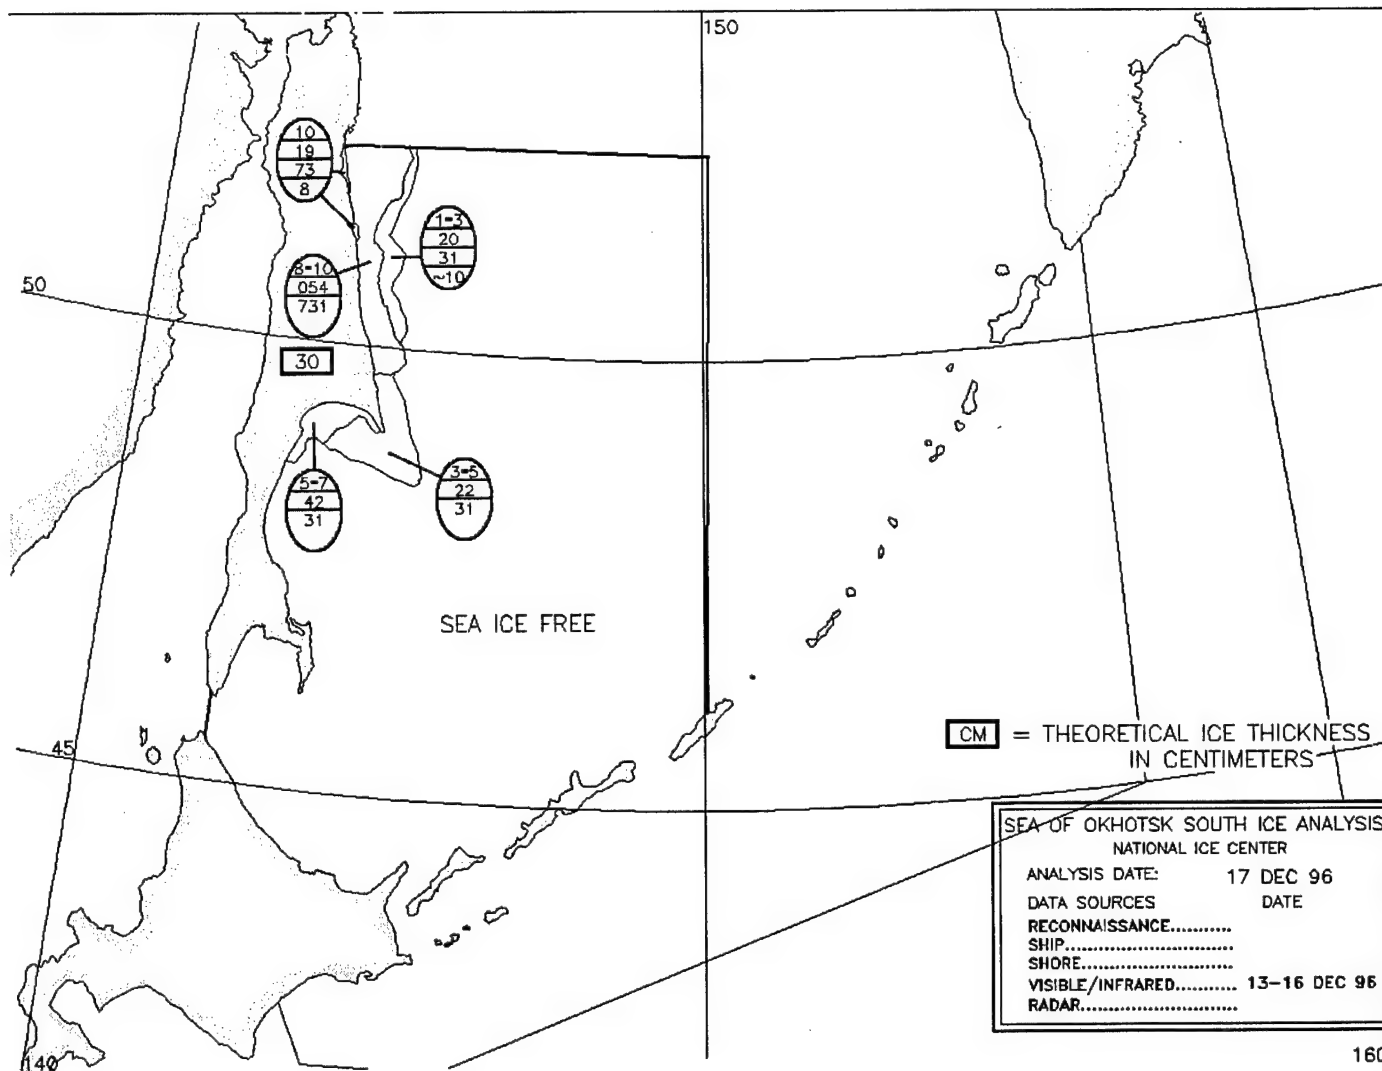 150
10
19
73
8
1-3
20
31
~10
8-10
054
731
50
30
5-7
42
31
3-5
22
31
SEA ICE FREE
CM = THEORETICAL ICE THICKNESS
IN CENTIMETERS
45
SEA OF OKHOTSK SOUTH ICE ANALYSIS
NATIONAL ICE CENTER
ANALYSIS DATE: 17 DEC 96
DATA SOURCES DATE
RECONNAISSANCE...........
SHIP.............................
SHORE..........................
VISIBLE/INFRARED.......... 13-16 DEC 96
RADAR...........................
140
160